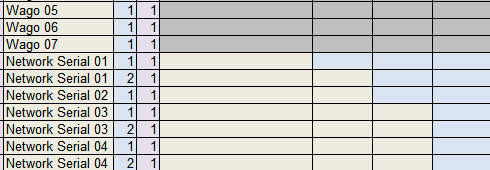 Wago 05 1 1
Wago 06 1 1
Wago 07 1 1
Network Serial 01 1 1
Network Serial 01 2 1
Network Serial 02 1 1
Network Serial 03 1 1
Network Serial 03 2 1
Network Serial 04 1 1
Network Serial 04 2 1